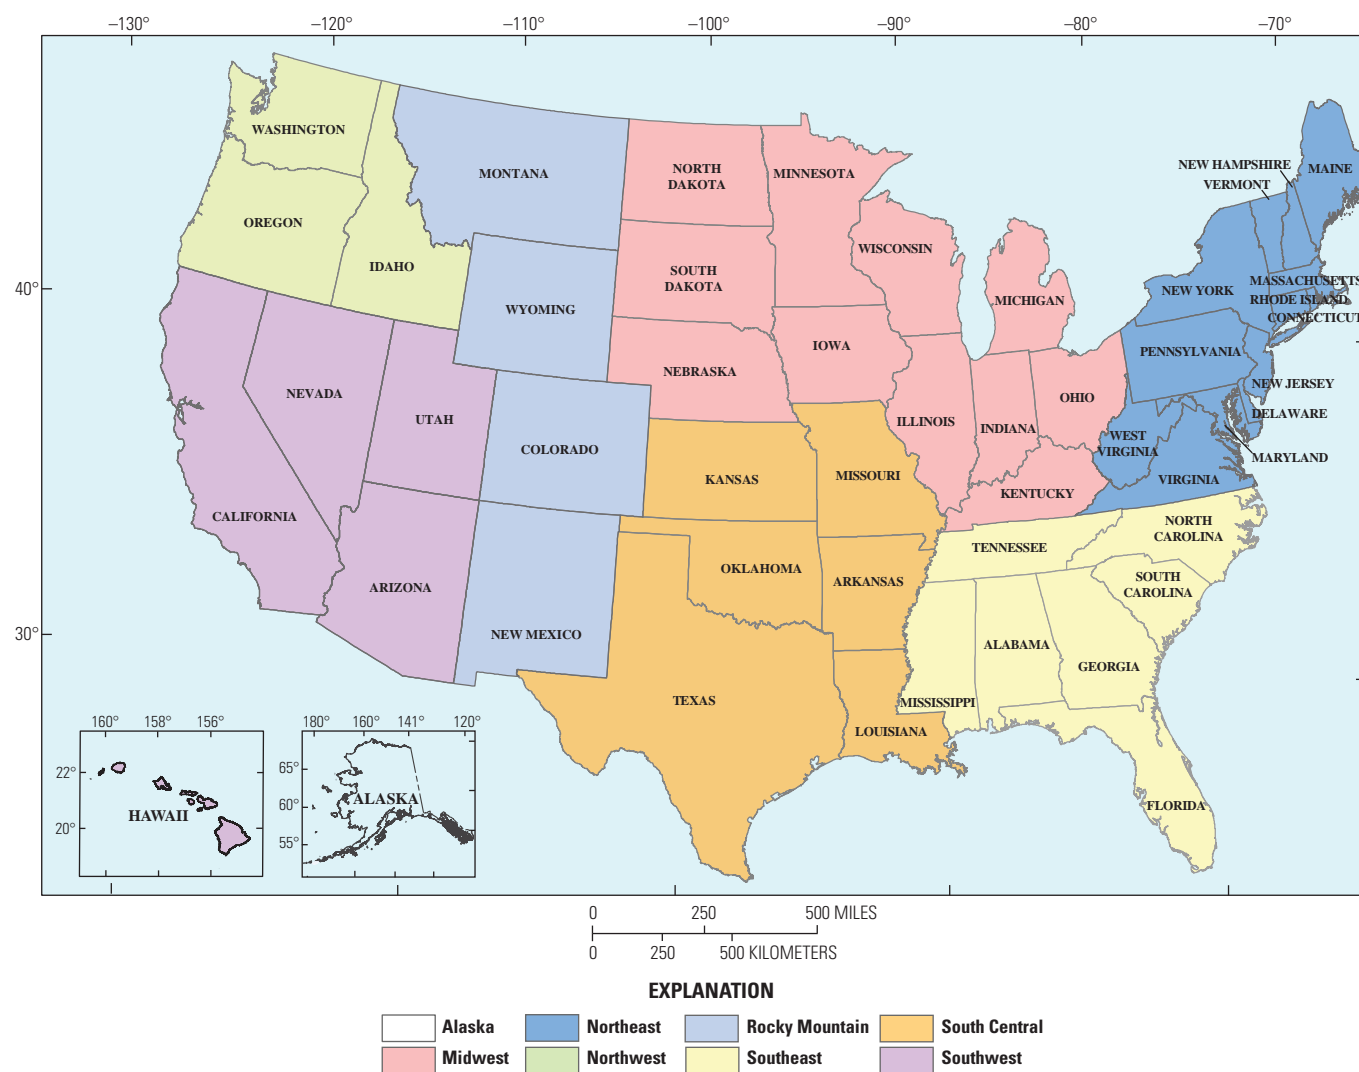 –130° –120° –110° –100° –90° –80° –70°
WASHINGTON
NEW HAMPSHIRE
MAINE
MONTANA
NORTH
DAKOTA
MINNESOTA
VERMONT
OREGON
IDAHO
WISCONSIN
SOUTH
DAKOTA
40°
MASSACHUSETTS
NEW YORK
RHODE ISLAND
CONNECTICUT
WYOMING
MICHIGAN
IOWA
PENNSYLVANIA
NEBRASKA
NEVADA
NEW JERSEY
OHIO
UTAH
ILLINOIS
INDIANA
DELAWARE
WEST
VIRGINIA
COLORADO
MARYLAND
KANSAS
MISSOURI
VIRGINIA
KENTUCKY
CALIFORNIA
NORTH
CAROLINA
TENNESSEE
OKLAHOMA
ARKANSAS
ARIZONA
SOUTH
CAROLINA
30°
NEW MEXICO
ALABAMA
GEORGIA
TEXAS
MISSISSIPPI
LOUISIANA
FLORIDA
160° 158° 156°
22°
20°
HAWAII
180° 160° 141° 120°
65°
60°
55°
ALASKA
0 250 500 MILES
0 250 500 KILOMETERS
EXPLANATION
Alaska Northeast Rocky Mountain South Central
Midwest Northwest Southeast Southwest